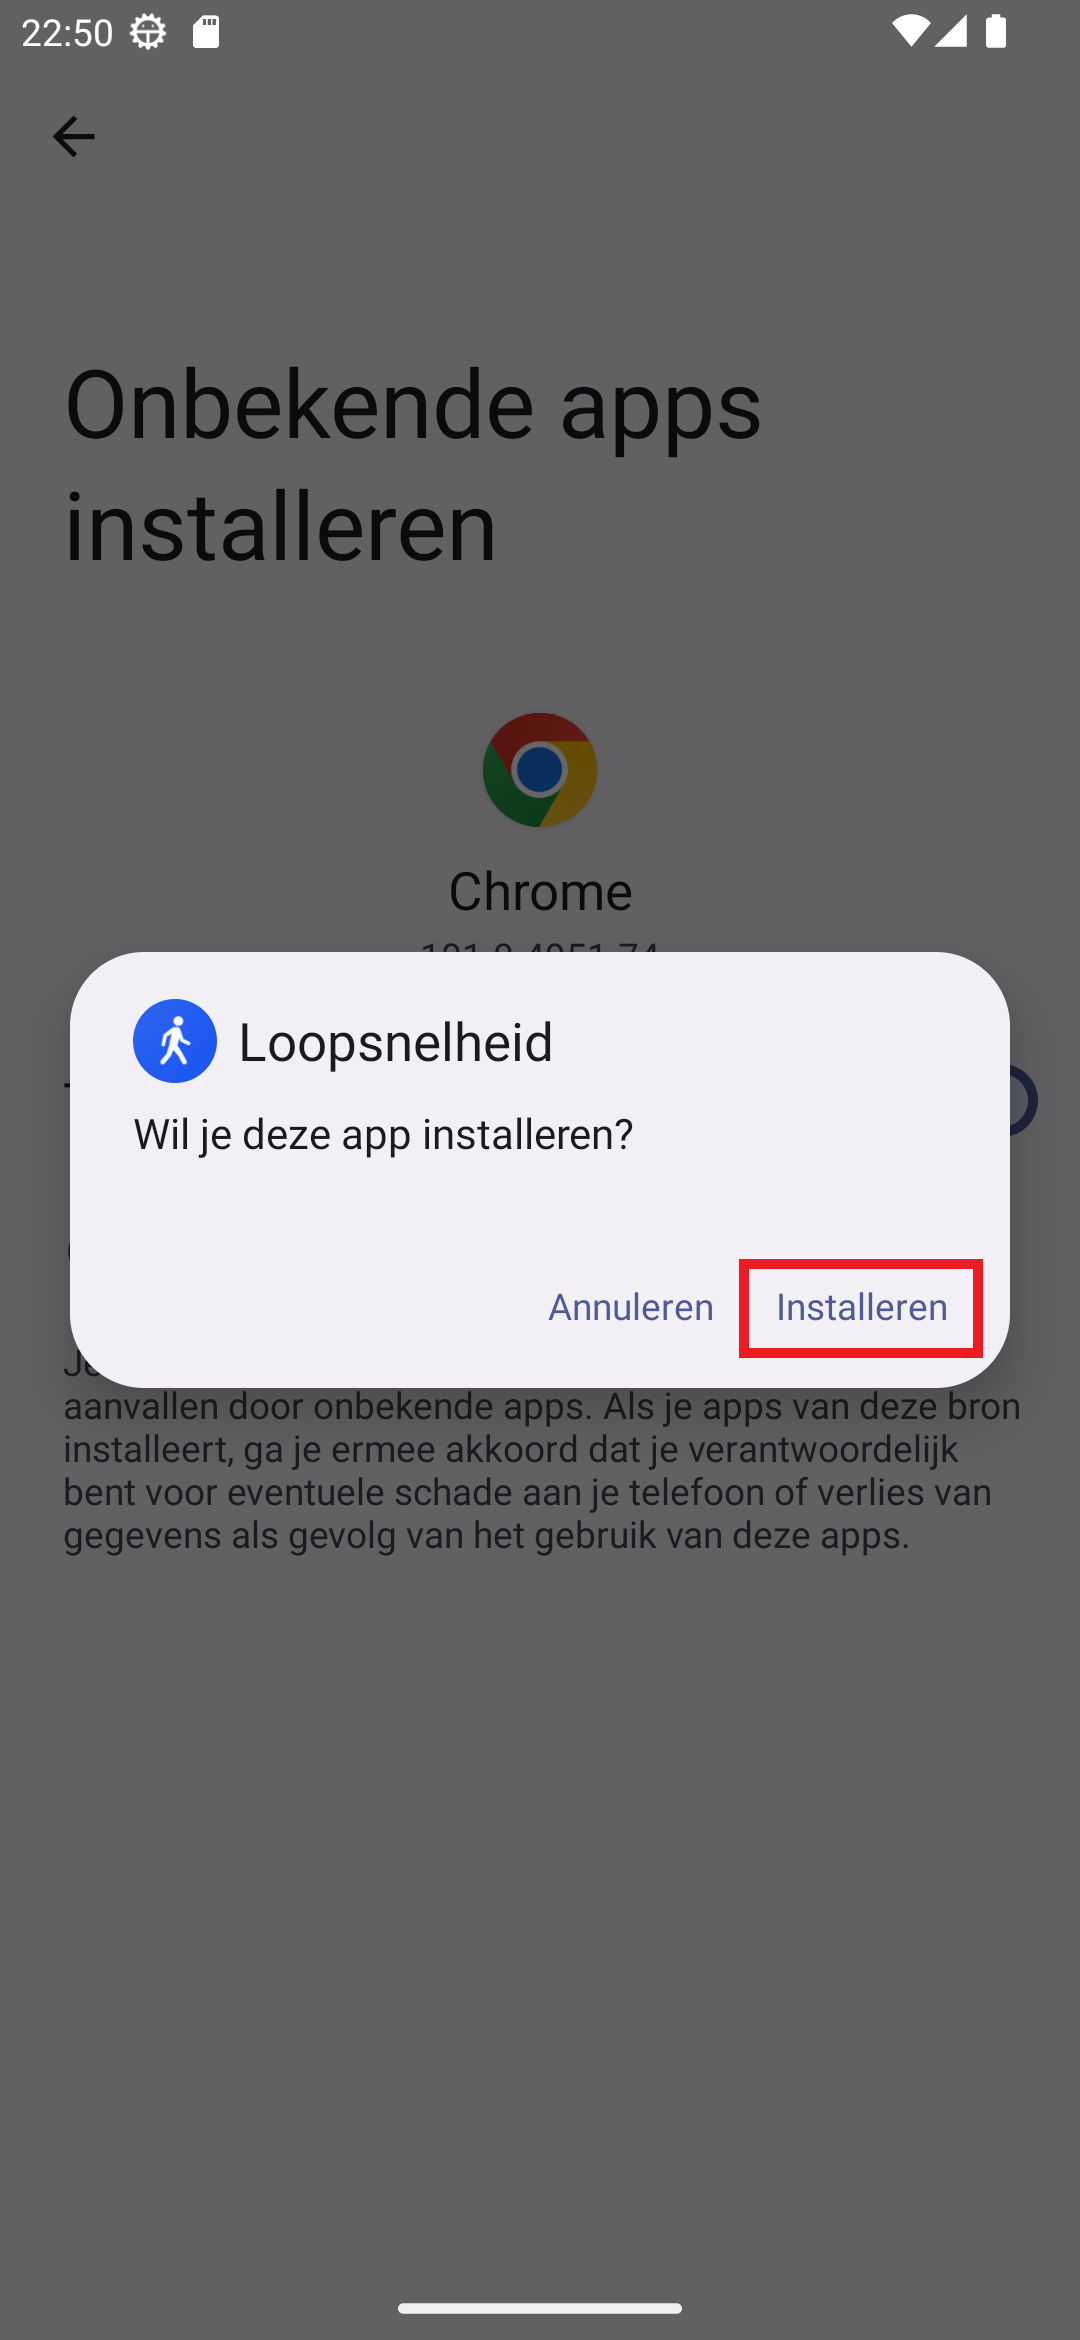 22:50
Onbekende apps
installeren
Chrome
Loopsnelheid
Wil je deze app installeren?
Annuleren
Installeren
aanvallen door onbekende apps. Als je apps van deze bron
installeert, ga je ermee akkoord dat je verantwoordelijk
bent voor eventuele schade aan je telefoon of verlies van
gegevens als gevolg van het gebruik van deze apps.